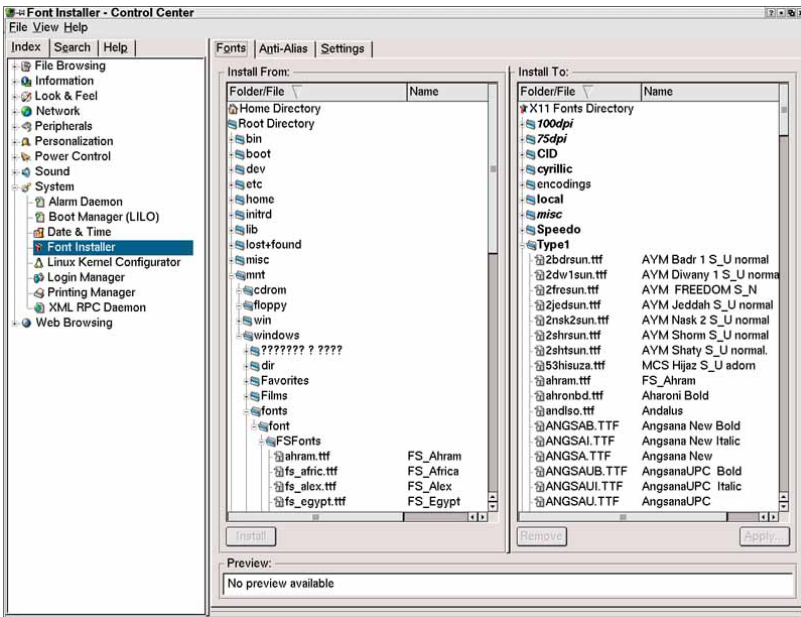 Font Installer - Control Center
File View Help
Index Search Help
File Browsing
Information
Look & Feel
Network
Peripherals
Personalization
Power Control
Sound
System
Alarm Daemon
Boot Manager (LILO)
Date & Time
Font Installer
Linux Kernel Configurator
Login Manager
Printing Manager
XML RPC Daemon
Web Browsing
Fonts Anti-Alias Settings
Install From:
Folder/File Name
Home Directory
Root Directory
bin
boot
dev
etc
home
initrd
lib
lost+found
misc
mnt
cdrom
floppy
win
windows
??????? ? ????
dir
Favorites
Films
fonts
font
FSFonts
ahram.ttf FS_Ahram
fs_afric.ttf FS_Africa
fs_alex.ttf FS_Alex
fs_egypt.ttf FS_Egypt
Install
Install To:
Folder/File Name
X11 Fonts Directory
100dpi
75dpi
CID
cyrillic
encodings
local
misc
Speedo
Type1
2bdrsun.ttf AYM Badr 1 S_U normal
2dw1sun.ttf AYM Diwany 1 S_U norma
2fresun.ttf AYM FREEDOM S_N
2jedsun.ttf AYM Jeddah S_U normal
2nsk2sun.ttf AYM Nask 2 S_U normal
2shrsun.ttf AYM Shorm S_U normal
2shtsun.ttf AYM Shaty S_U normal.
53hisuza.ttf MCS Hijaz S_U adorn
ahram.ttf FS_Ahram
ahronbd.ttf Aharoni Bold
andlso.ttf Andalus
ANGSAB.TTF Angsana New Bold
ANGSAI.TTF Angsana New Italic
ANGSA.TTF Angsana New
ANGSAUB.TTF AngsanaUPC Bold
ANGSAUI.TTF AngsanaUPC Italic
ANGSAU.TTF AngsanaUPC
Remove Apply...
Preview:
No preview available